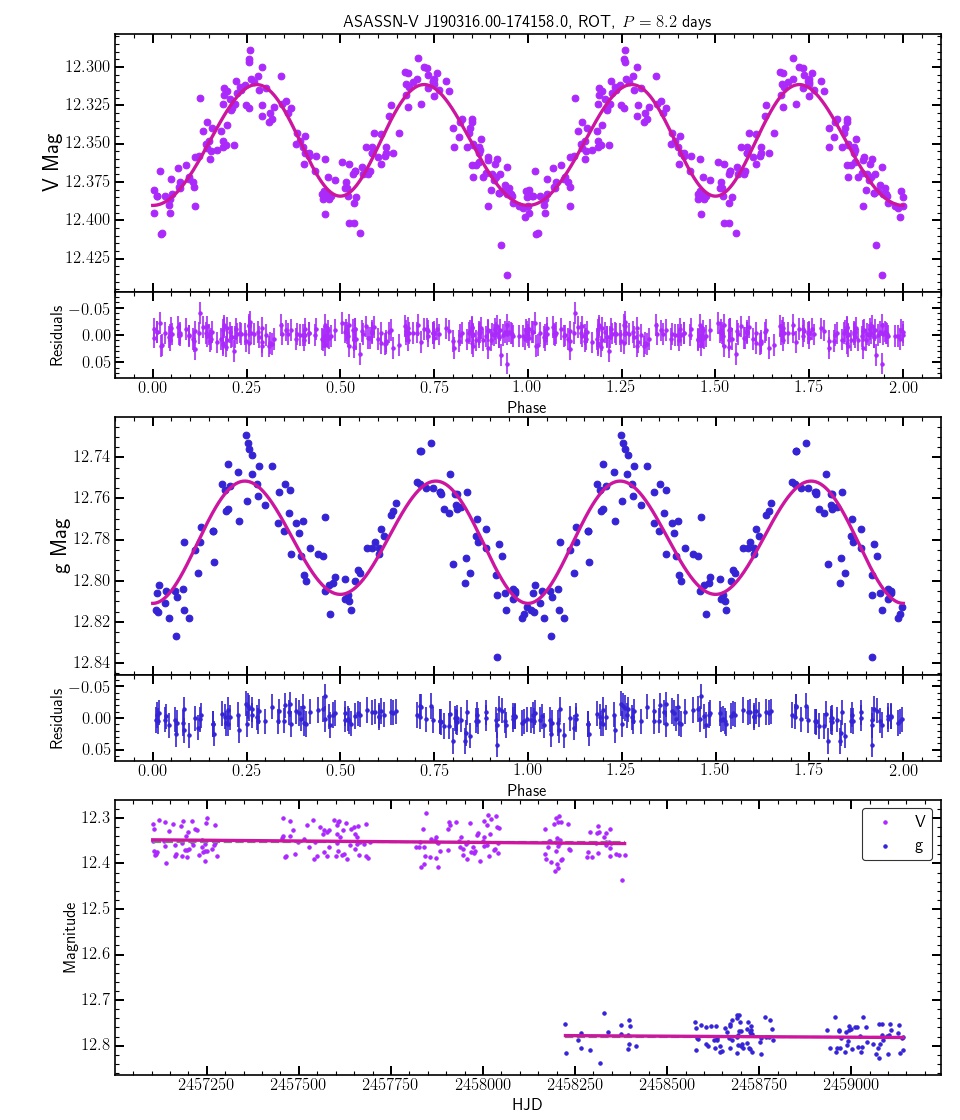 ASASSN-V J190316.00-174158.0, ROT, P = 8.2 days
V Mag
12.300
12.325
12.350
12.375
12.400
12.425
Residuals
−0.05
0.00
0.05
0.00 0.25 0.50 0.75 1.00 1.25 1.50 1.75 2.00
Phase
g Mag
12.74
12.76
12.78
12.80
12.82
12.84
Residuals
−0.05
0.00
0.05
0.00 0.25 0.50 0.75 1.00 1.25 1.50 1.75 2.00
Phase
Magnitude
12.3
12.4
12.5
12.6
12.7
12.8
V
g
2457250 2457500 2457750 2458000 2458250 2458500 2458750 2459000
HJD